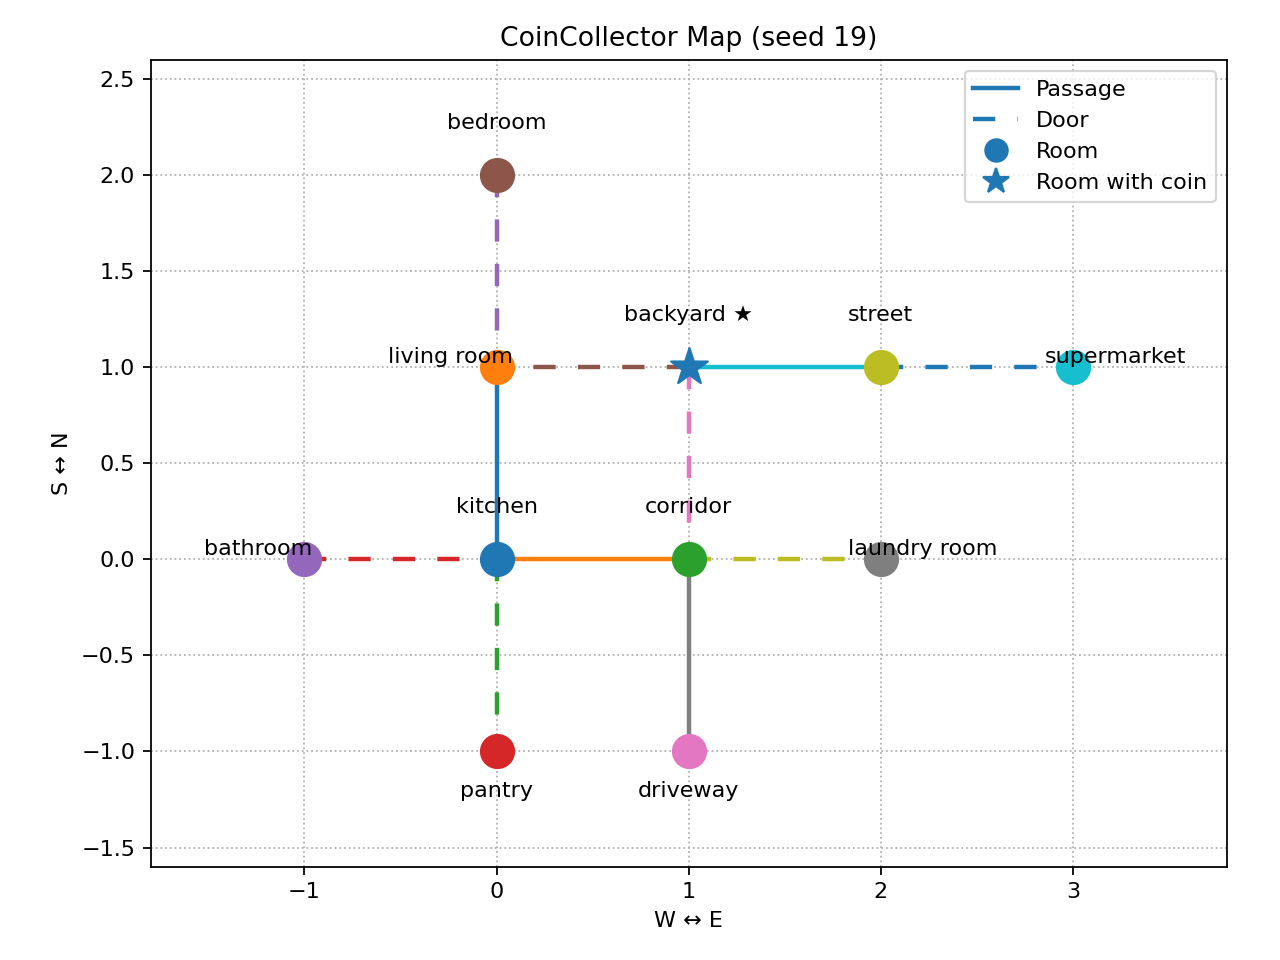 CoinCollector Map (seed 19)
Passage
Door
Room
Room with coin
bedroom
backyard ★
street
living room
supermarket
kitchen
corridor
bathroom
laundry room
pantry
driveway
2.5
2.0
1.5
1.0
0.5
0.0
−0.5
−1.0
−1.5
S ↔ N
−1
0
1
2
3
W ↔ E